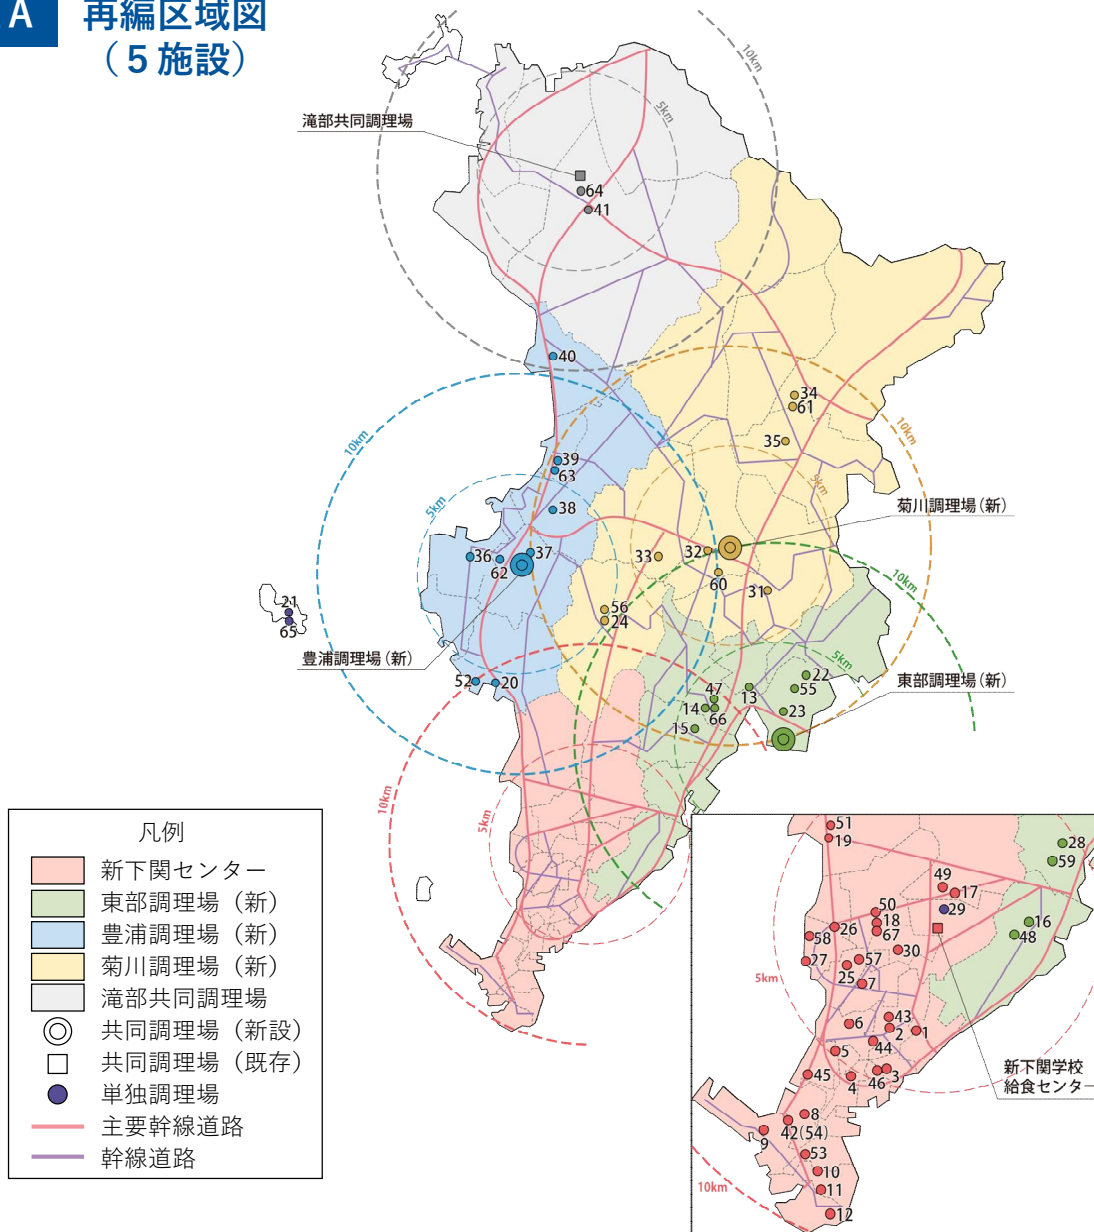 A
再編区域図
（５施設）
10km
5km
滝部共同調理場
64
41
40
34
61
35
10km
10km
39
63
5km
5km
38
菊川調理場（新）
36
37
62
33
32
60
31
10km
21
65
56
24
豊浦調理場（新）
5km
東部調理場（新）
52
20
22
55
47
13
14
66
23
15
10km
5km
凡例
新下関センター
東部調理場（新）
豊浦調理場（新）
菊川調理場（新）
滝部共同調理場
共同調理場（新設）
共同調理場（既存）
単独調理場
主要幹線道路
幹線道路
51
19
28
59
49
17
50
29
18
16
26
67
48
58
30
27
57
25
5km
7
6
43
2
1
44
5
新下関学校
給食センター
45
4
46
3
8
42(54)
9
53
10
11
10km
12